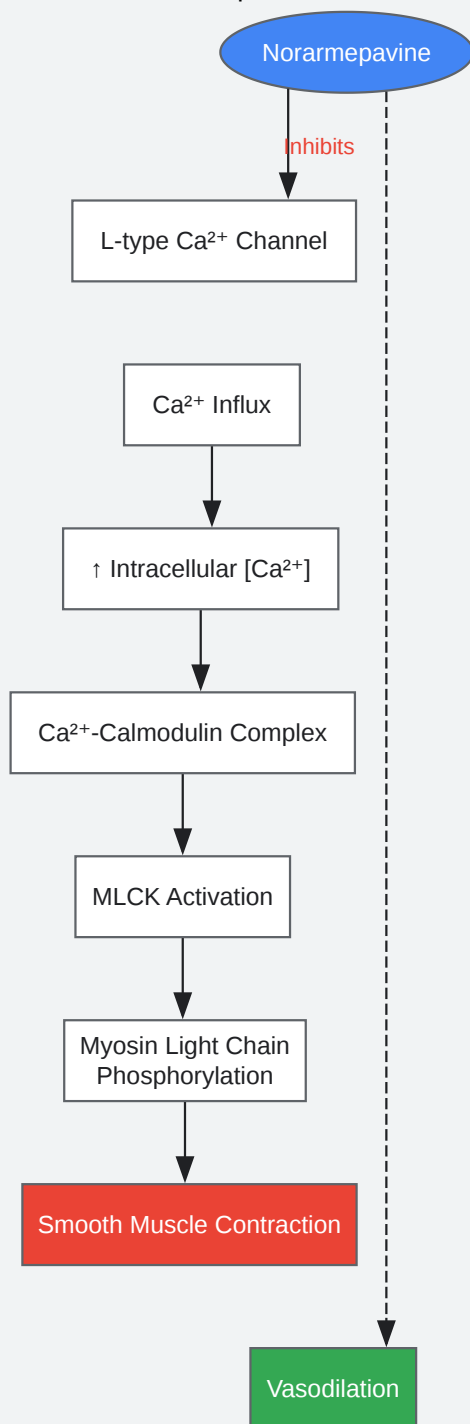 Norarmepavine
Inhibits
L-type Ca²⁺ Channel
Ca²⁺ Influx
↑ Intracellular [Ca²⁺]
Ca²⁺-Calmodulin Complex
MLCK Activation
Myosin Light Chain
Phosphorylation
Smooth Muscle Contraction
Vasodilation